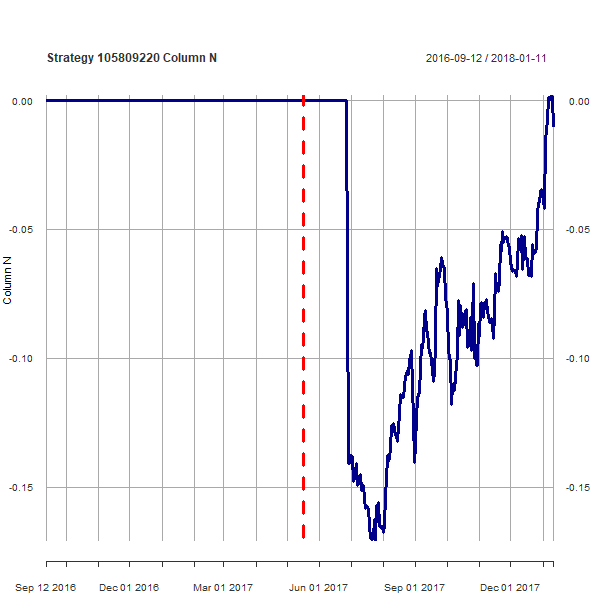 Strategy 105809220 Column N 2016-09-12 / 2018-01-11
0.00 0.00
-0.05 -0.05
Column N
-0.10 -0.10
-0.15 -0.15
Sep 12 2016 Dec 01 2016 Mar 01 2017 Jun 01 2017 Sep 01 2017 Dec 01 2017